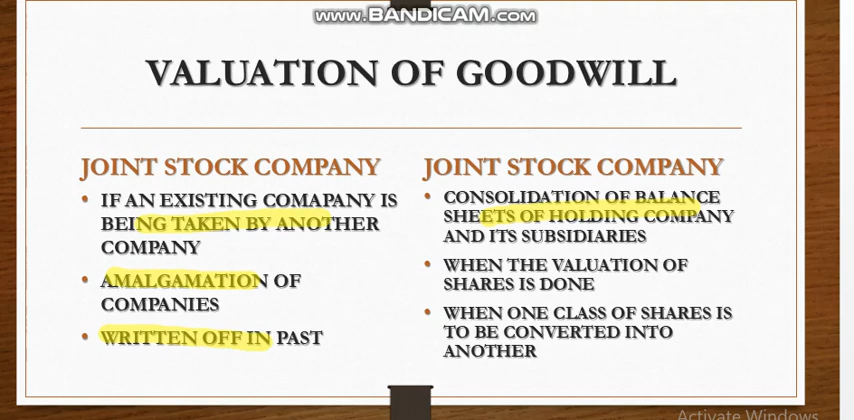 www.BANDICAM.com
VALUATION OF GOODWILL
JOINT STOCK COMPANY
• IF AN EXISTING COMAPANY IS
BEING TAKEN BY ANOTHER
COMPANY
• AMALGAMATION OF
COMPANIES
• WRITTEN OFF IN PAST
JOINT STOCK COMPANY
• CONSOLIDATION OF BALANCE
SHEETS OF HOLDING COMPANY
AND ITS SUBSIDIARIES
• WHEN THE VALUATION OF
SHARES IS DONE
• WHEN ONE CLASS OF SHARES IS
TO BE CONVERTED INTO
ANOTHER
Activate Windows